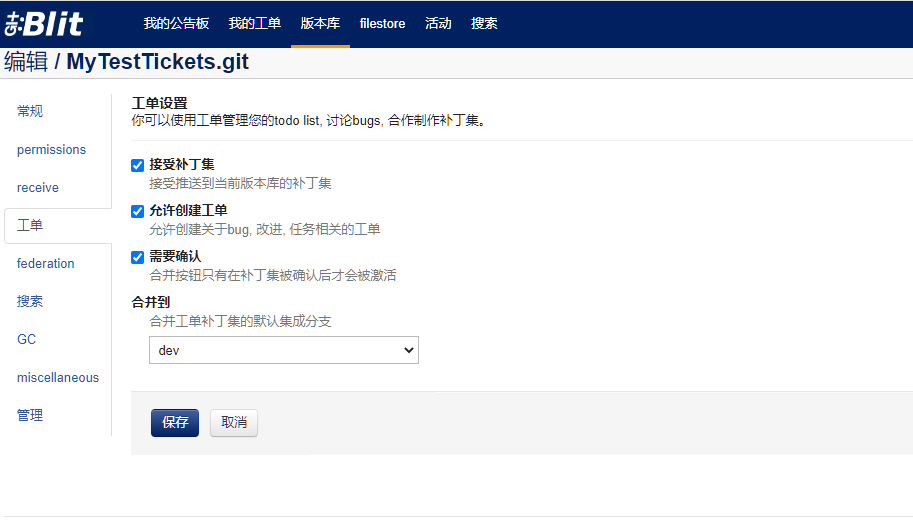 Git:Blit 我的公告板 我的工单 版本库 filestore 活动 搜索
编辑 / MyTestTickets.git
常规
permissions
receive
工单
federation
搜索
GC
miscellaneous
管理
工单设置
你可以使用工单管理您的todo list, 讨论bugs, 合作制作补丁集。
接受补丁集
接受推送到当前版本库的补丁集
允许创建工单
允许创建关于bug, 改进, 任务相关的工单
需要确认
合并按钮只有在补丁集被确认后才会被激活
合并到
合并工单补丁集的默认集成分支
dev
保存 取消